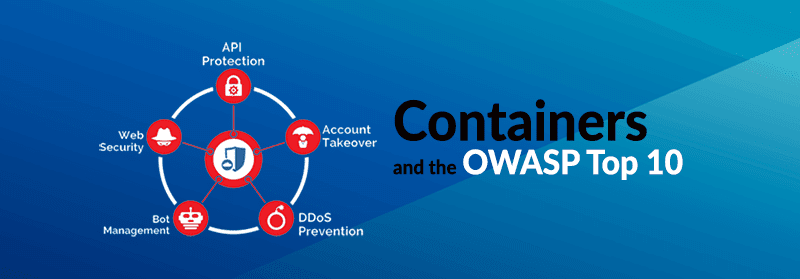 API
Protection
Account
Takeover
DDoS
Prevention
Bot
Management
Web
Security
Containers
and the OWASP Top 10